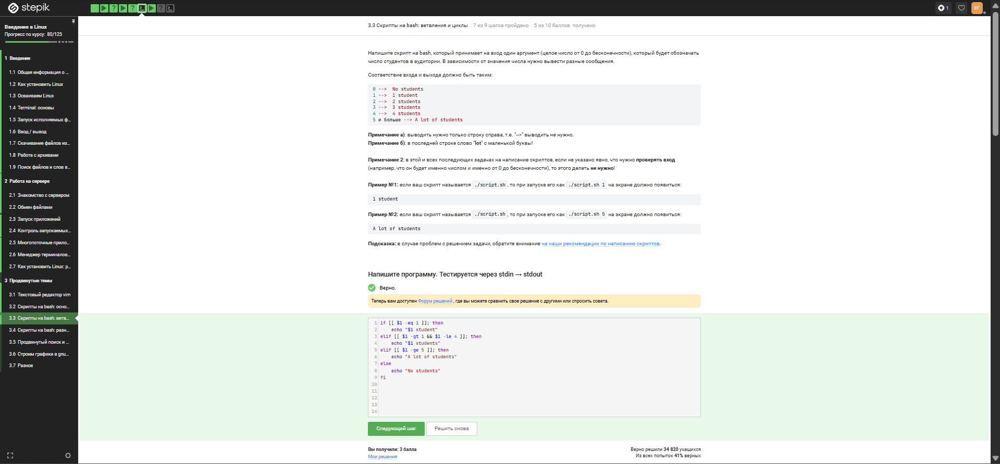 stepik
1
ЕГ
Введение в Linux
Прогресс по курсу: 80/125
1 Введение
1.1 Общая информация о ...
1.2 Как установить Linux
1.3 Осваиваем Linux
1.4 Terminal: основы
1.5 Запуск исполняемых ф...
1.6 Ввод / вывод
1.7 Скачивание файлов из...
1.8 Работа с архивами
1.9 Поиск файлов и слов в...
2 Работа на сервере
2.1 Знакомство с сервером
2.2 Обмен файлами
2.3 Запуск приложений
2.4 Контроль запускаемых...
2.5 Многопоточные прило...
2.6 Менеджер терминалов...
2.7 Как установить Linux: р...
3 Продвинутые темы
3.1 Текстовый редактор vim
3.2 Скрипты на bash: осно...
3.3 Скрипты на bash: ветв...
3.4 Скрипты на bash: разн...
3.5 Продвинутый поиск и ...
3.6 Строим графики в gnu...
3.7 Разное
3.3 Скрипты на bash: ветвления и циклы 7 из 9 шагов пройдено 5 из 10 баллов получено
Напишите скрипт на bash, который принимает на вход один аргумент (целое число от 0 до бесконечности), который будет обозначать
число студентов в аудитории. В зависимости от значения числа нужно вывести разные сообщения.
Соответствие входа и выхода должно быть таким:
0 --> No students
1 --> 1 student
2 --> 2 students
3 --> 3 students
4 --> 4 students
5 и больше --> A lot of students
Примечание а): выводить нужно только строку справа, т.е. "-->" выводить не нужно.
Примечание б): в последней строке слово "lot" с маленькой буквы!
Примечание 2: в этой и всех последующих задачах на написание скриптов, если не указано явно, что нужно проверять вход
(например, что он будет именно числом и именно от 0 до бесконечности), то этого делать не нужно!
Пример №1: если ваш скрипт называется ./script.sh, то при запуске его как ./script.sh 1 на экране должно появиться:
1 student
Пример №2: если ваш скрипт называется ./script.sh, то при запуске его как ./script.sh 5 на экране должно появиться:
A lot of students
Подсказка: в случае проблем с решением задачи, обратите внимание на наши рекомендации по написанию скриптов.
Напишите программу. Тестируется через stdin → stdout
Верно.
Теперь вам доступен Форум решений , где вы можете сравнить свое решение с другими или спросить совета.
1 if [[ $1 -eq 1 ]]; then
2     echo "$1 student"
3 elif [[ $1 -gt 1 && $1 -le 4 ]]; then
4     echo "$1 students"
5 elif [[ $1 -ge 5 ]]; then
6     echo "A lot of students"
7 else
8     echo "No students"
9 fi
10
11
12
13
14
Следующий шаг Решить снова
Вы получили: 3 балла
Мои решения
Верно решили 34 820 учащихся
Из всех попыток 41% верных